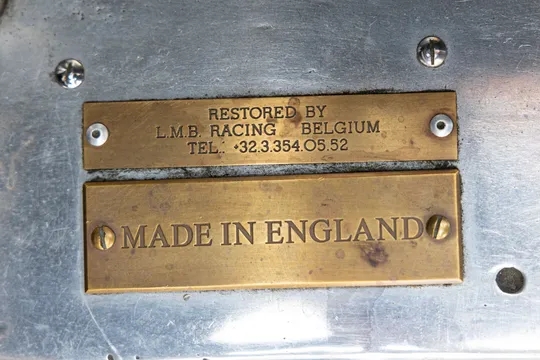 RESTORED BY
L.M.B. RACING BELGIUM
TEL: +32.3.354.05.52
MADE IN ENGLAND